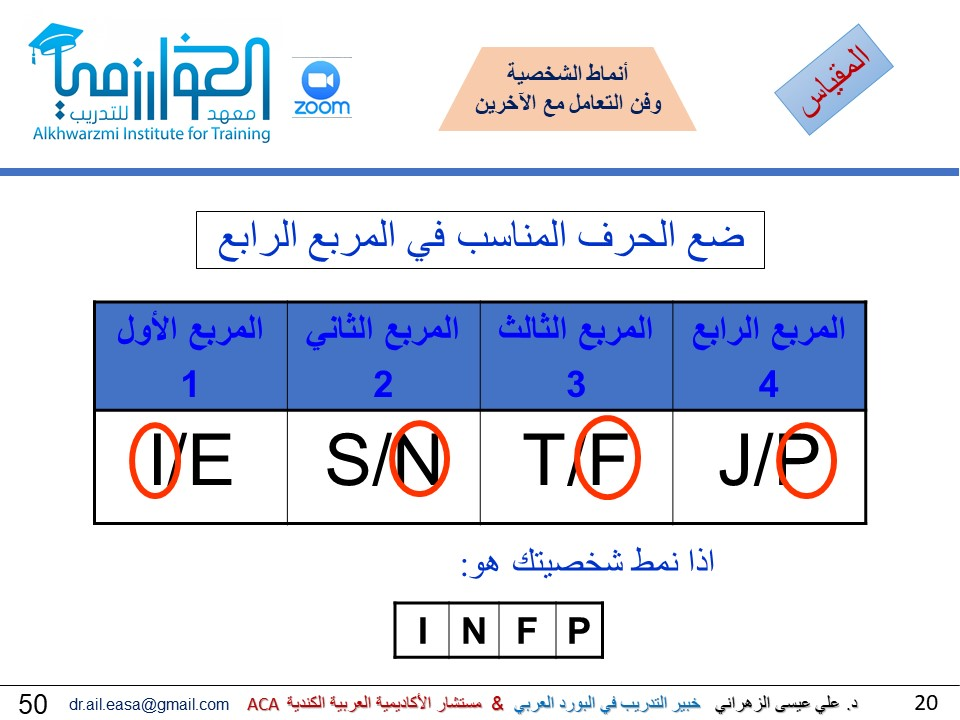 الخوارزمي
معهد للتدريب
Alkhwarzmi Institute for Training
zoom
أنماط الشخصية
وفن التعامل مع الآخرين
المقياس
ضع الحرف المناسب في المربع الرابع
المربع الأول المربع الثاني المربع الثالث المربع الرابع
1 2 3 4
I/E S/N T/F J/P
اذا نمط شخصيتك هو:
I N F P
50 dr.ail.easa@gmail.com د. علي عيسى الزهراني خبير التدريب في البورد العربي & مستشار الأكاديمية العربية الكندية ACA 20